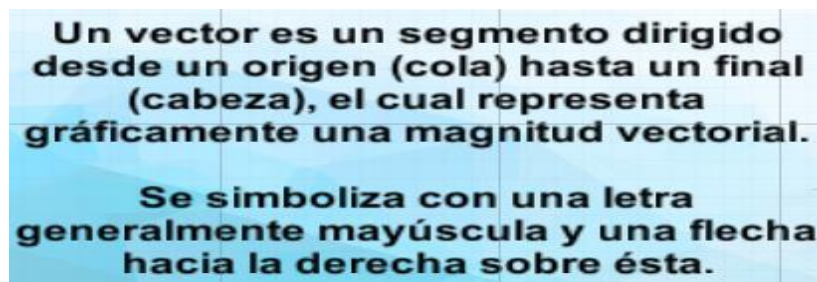 Un vector es un segmento dirigido
desde un origen (cola) hasta un final
(cabeza), el cual representa
gráficamente una magnitud vectorial.
Se simboliza con una letra
generalmente mayúscula y una flecha
hacia la derecha sobre ésta.